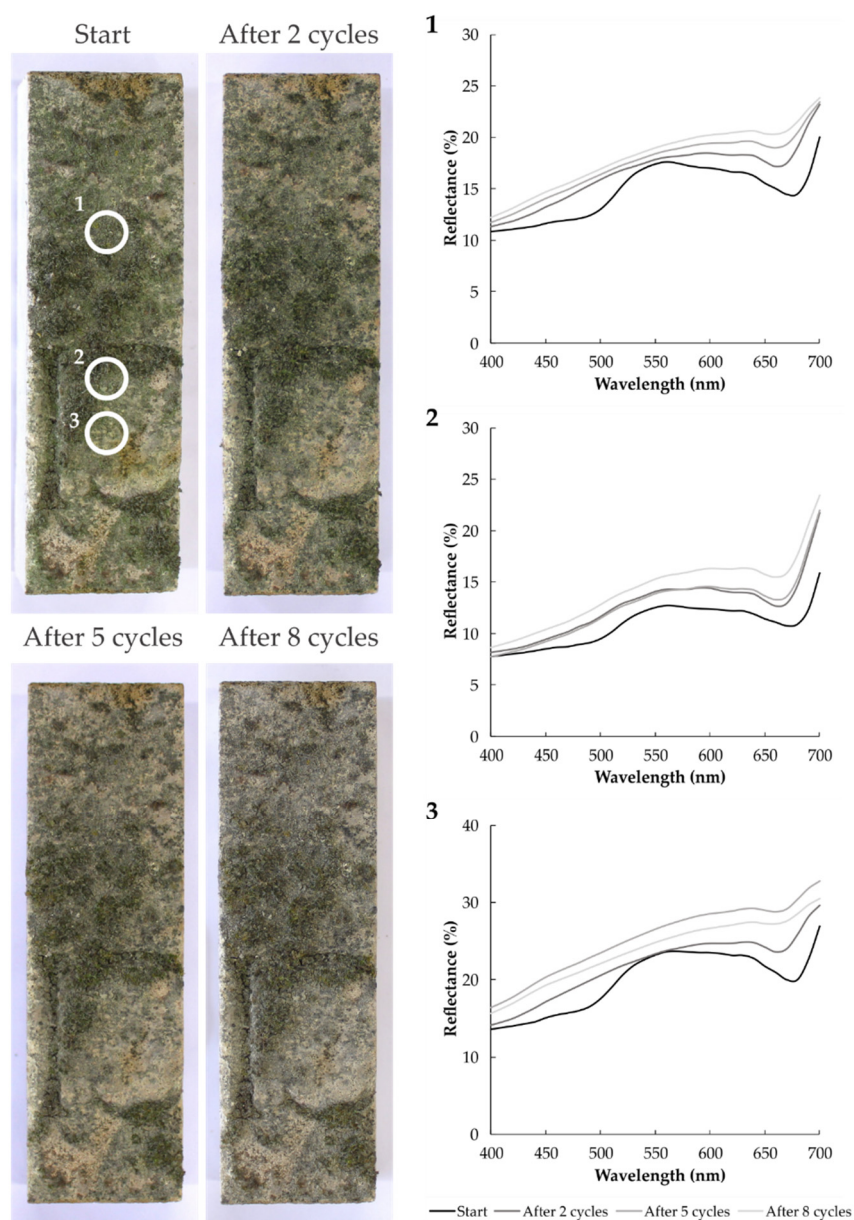 Start
After 2 cycles
1
2
3
After 5 cycles
After 8 cycles
1
30
25
20
15
10
5
0
Reflectance (%)
400 450 500 550 600 650 700
Wavelength (nm)
2
30
25
20
15
10
5
0
Reflectance (%)
400 450 500 550 600 650 700
Wavelength (nm)
3
40
30
20
10
0
Reflectance (%)
400 450 500 550 600 650 700
Wavelength (nm)
Start After 2 cycles After 5 cycles After 8 cycles